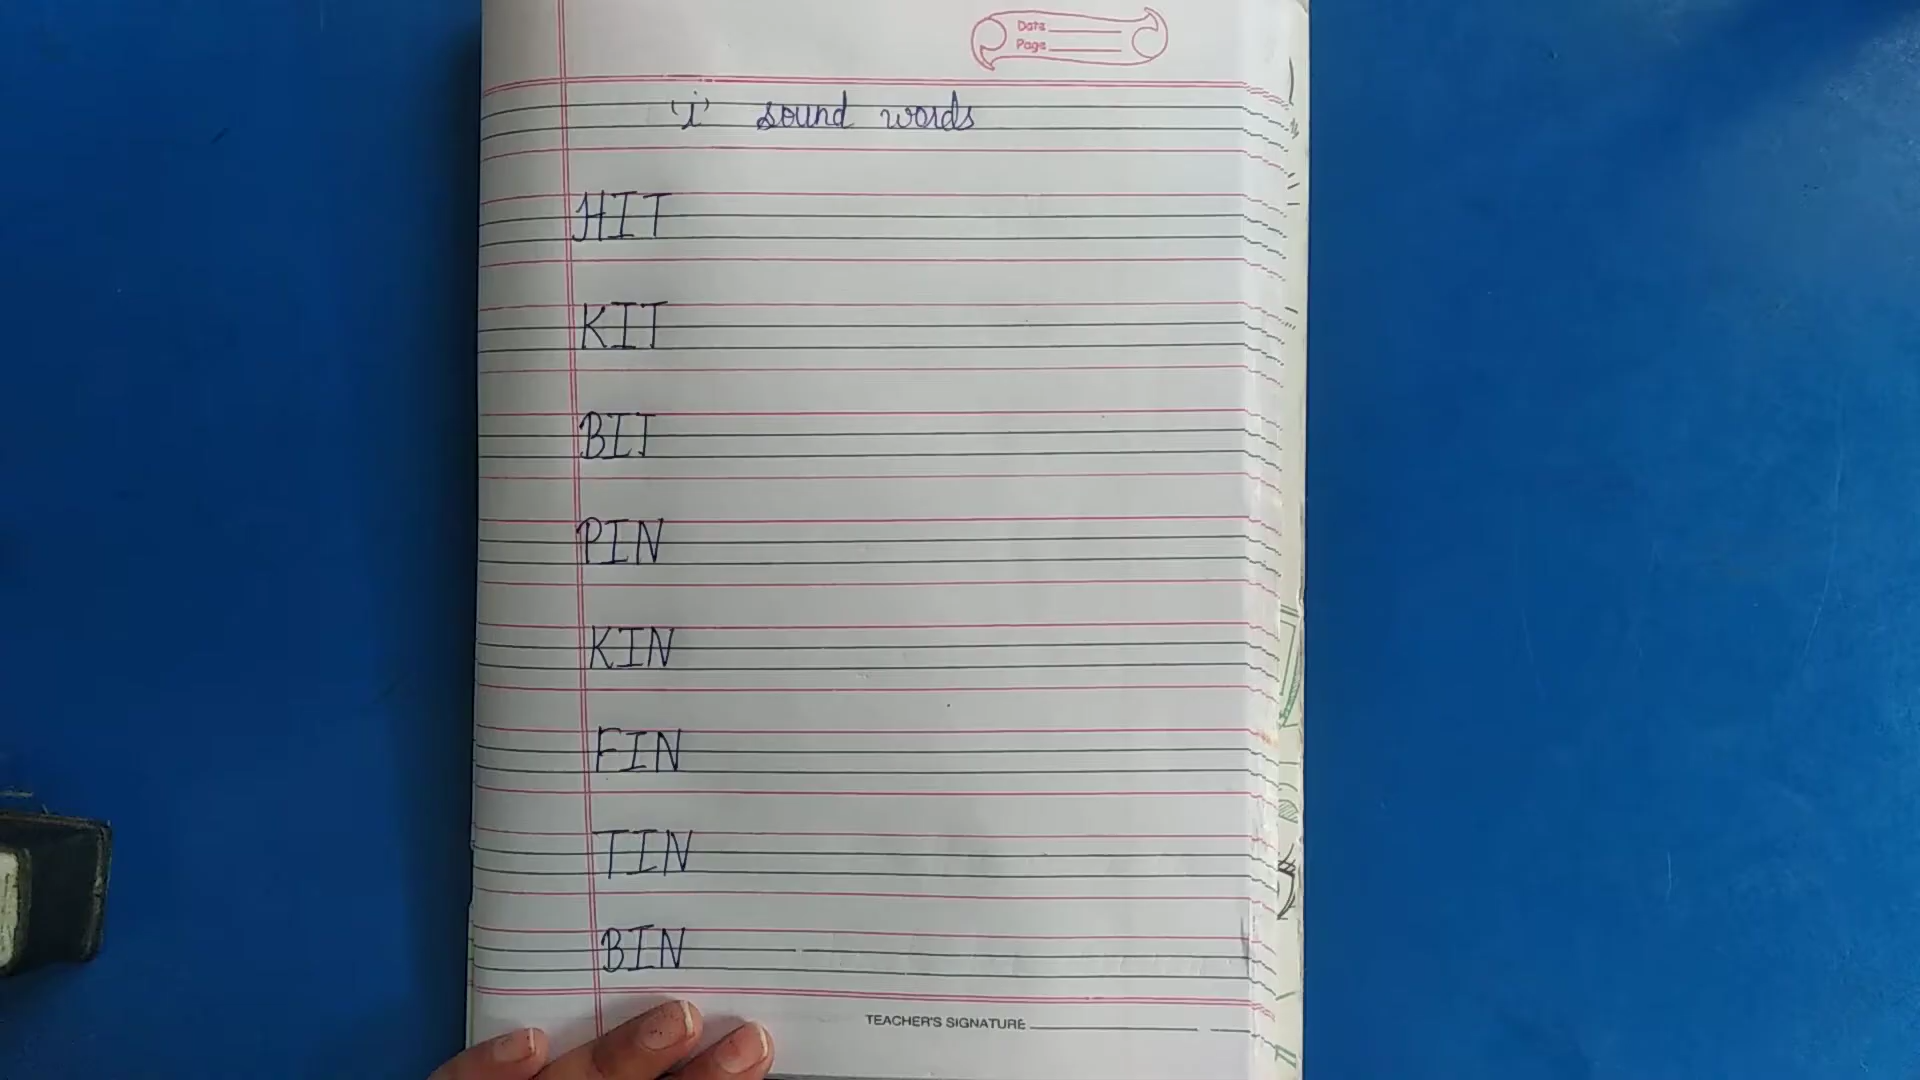 Date
Page
'i' sound words
HIT
KIT
BIT
PIN
KIN
FIN
TIN
BIN
TEACHER'S SIGNATURE